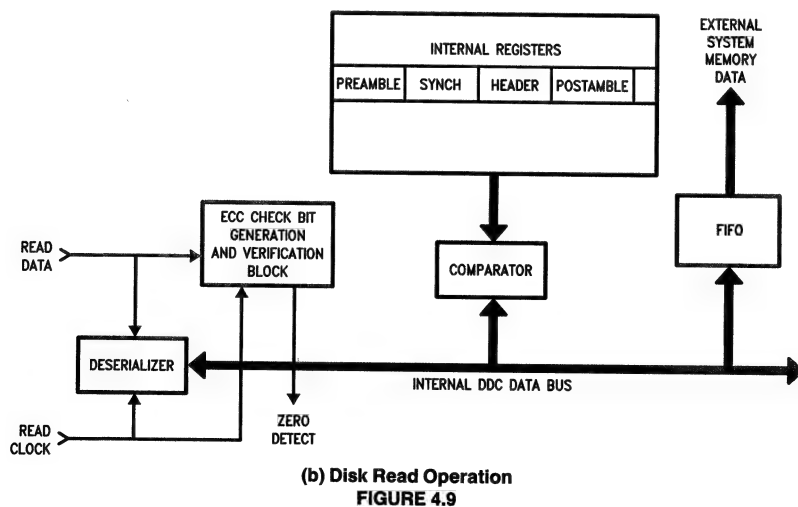 INTERNAL REGISTERS
PREAMBLE
SYNCH
HEADER
POSTAMBLE
EXTERNAL
SYSTEM
MEMORY
DATA
ECC CHECK BIT
GENERATION
AND VERIFICATION
BLOCK
READ
DATA
COMPARATOR
FIFO
DESERIALIZER
INTERNAL DDC DATA BUS
READ
CLOCK
ZERO
DETECT
(b) Disk Read Operation
FIGURE 4.9